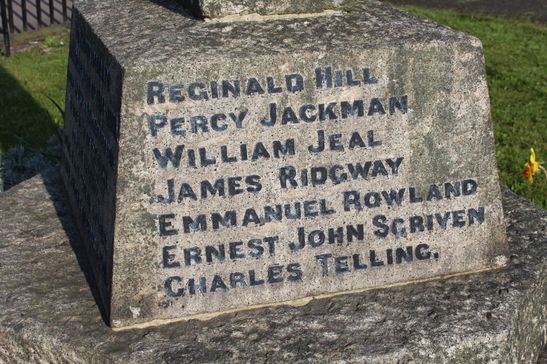 REGINALD HILL
PERCY JACKMAN
WILLIAM JEAL
JAMES RIDGWAY
EMMANUEL ROWLAND
ERNEST JOHN SCRIVEN
CHARLES TELLING.